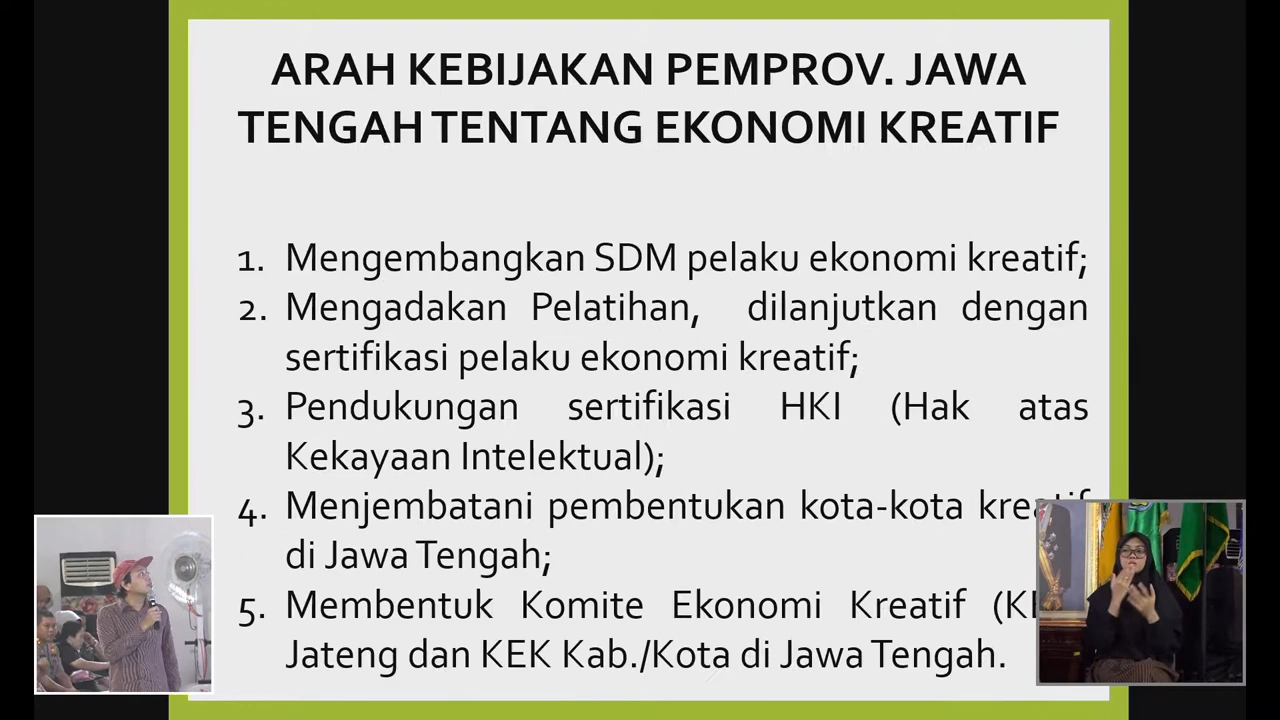 ARAH KEBIJAKAN PEMPROV. JAWA
TENGAH TENTANG EKONOMI KREATIF
1. Mengembangkan SDM pelaku ekonomi kreatif;
2. Mengadakan Pelatihan, dilanjutkan dengan
sertifikasi pelaku ekonomi kreatif;
3. Pendukungan sertifikasi HKI (Hak atas
Kekayaan Intelektual);
4. Menjembatani pembentukan kota-kota kreatif
di Jawa Tengah;
5. Membentuk Komite Ekonomi Kreatif
Jateng dan KEK Kab./Kota di Jawa Tengah.